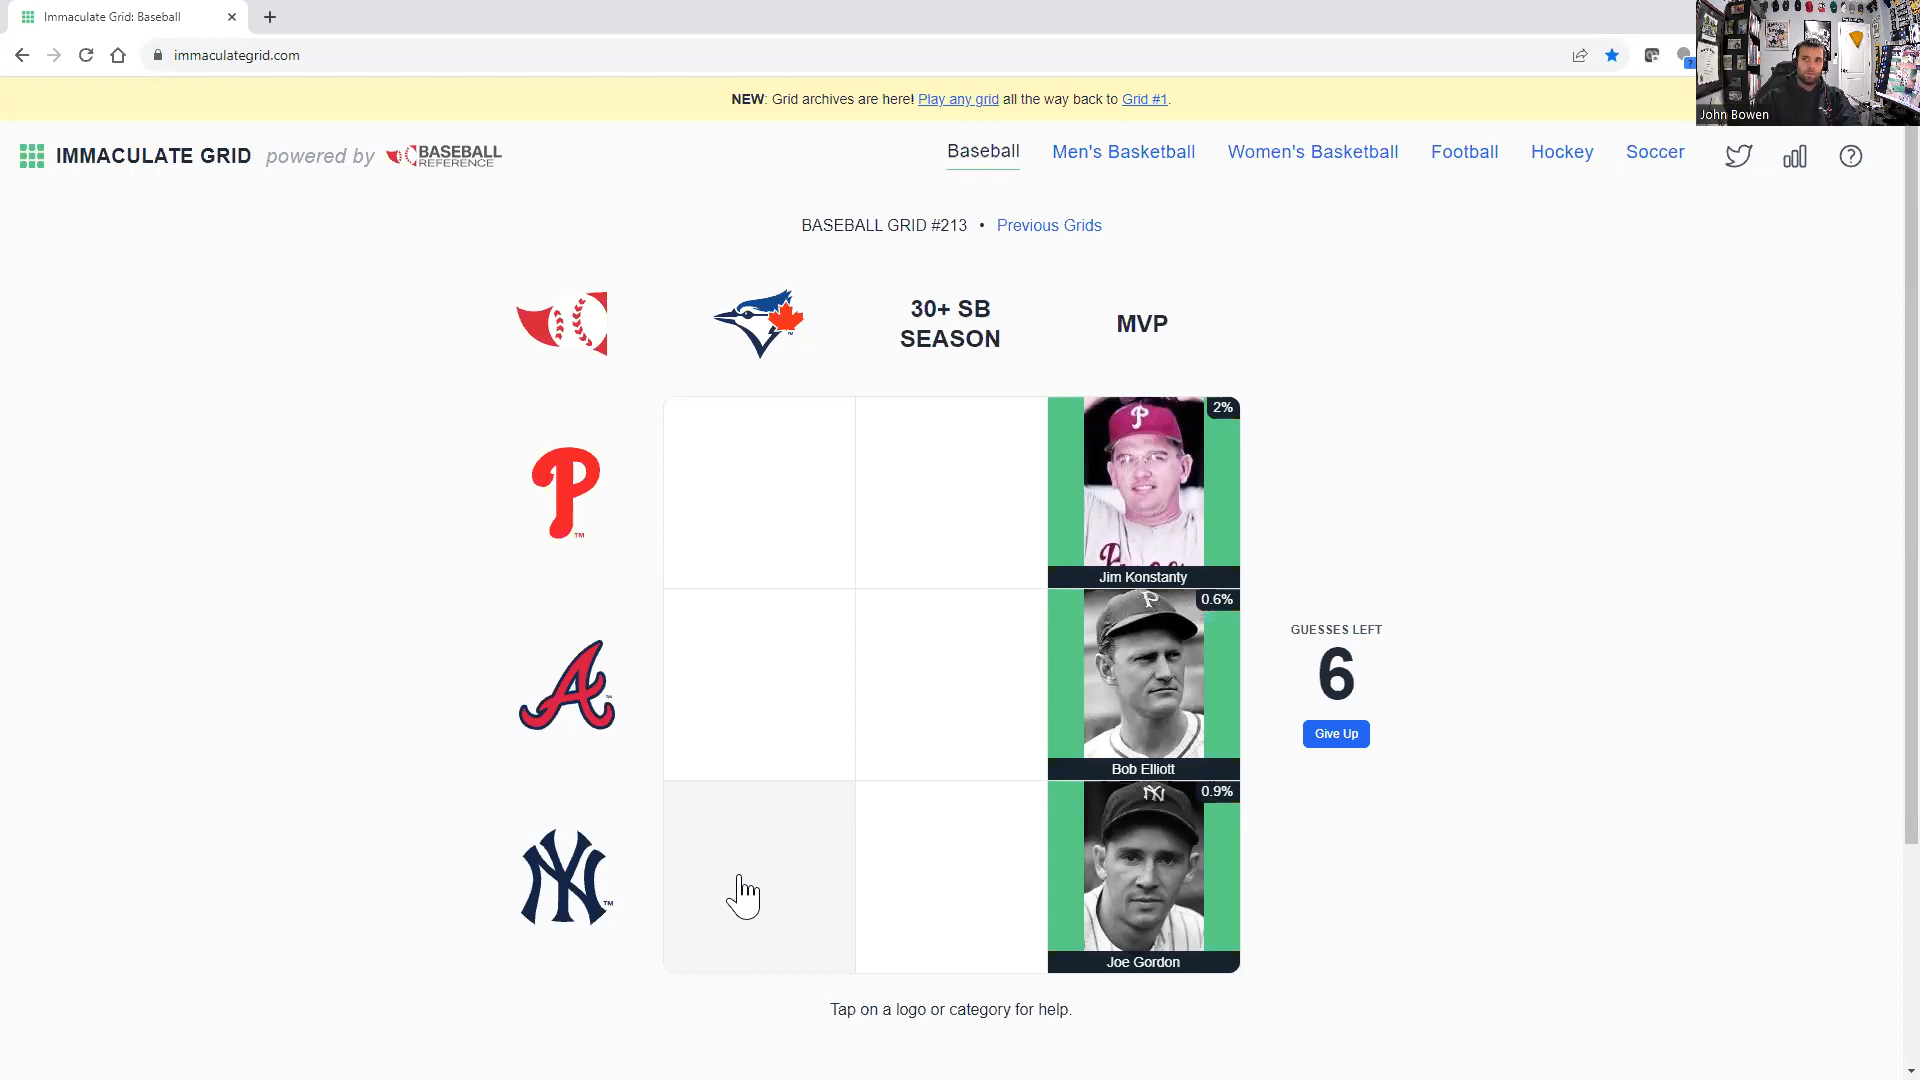 Immaculate Grid: Baseball
immaculategrid.com
NEW: Grid archives are here! Play any grid all the way back to Grid #1.
John Bowen
IMMACULATE GRID powered by BASEBALL REFERENCE
Baseball Men's Basketball Women's Basketball Football Hockey Soccer
BASEBALL GRID #213 • Previous Grids
30+ SB SEASON
MVP
P
2%
Jim Konstanty
A
0.6%
Bob Elliott
GUESSES LEFT
6
Give Up
NY
0.9%
Joe Gordon
Tap on a logo or category for help.